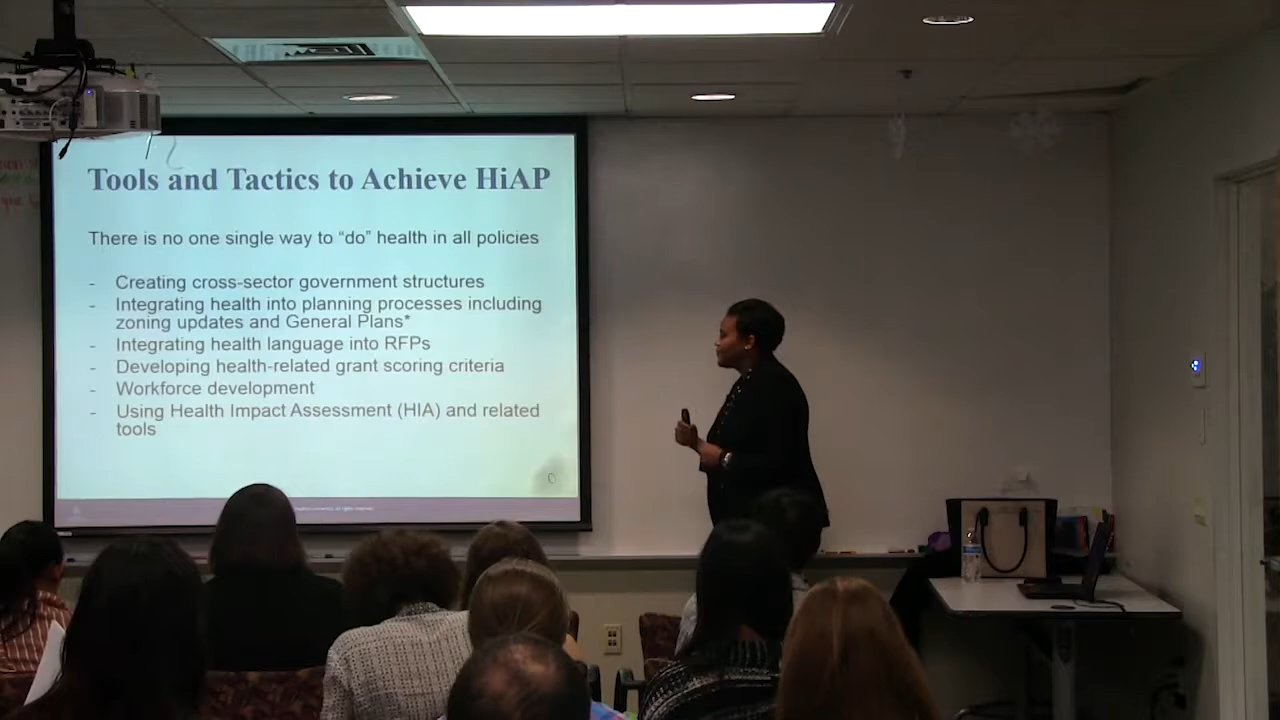 Tools and Tactics to Achieve HiAP
There is no one single way to “do” health in all policies
- Creating cross-sector government structures
- Integrating health into planning processes including
zoning updates and General Plans*
- Integrating health language into RFPs
- Developing health-related grant scoring criteria
- Workforce development
- Using Health Impact Assessment (HIA) and related
tools